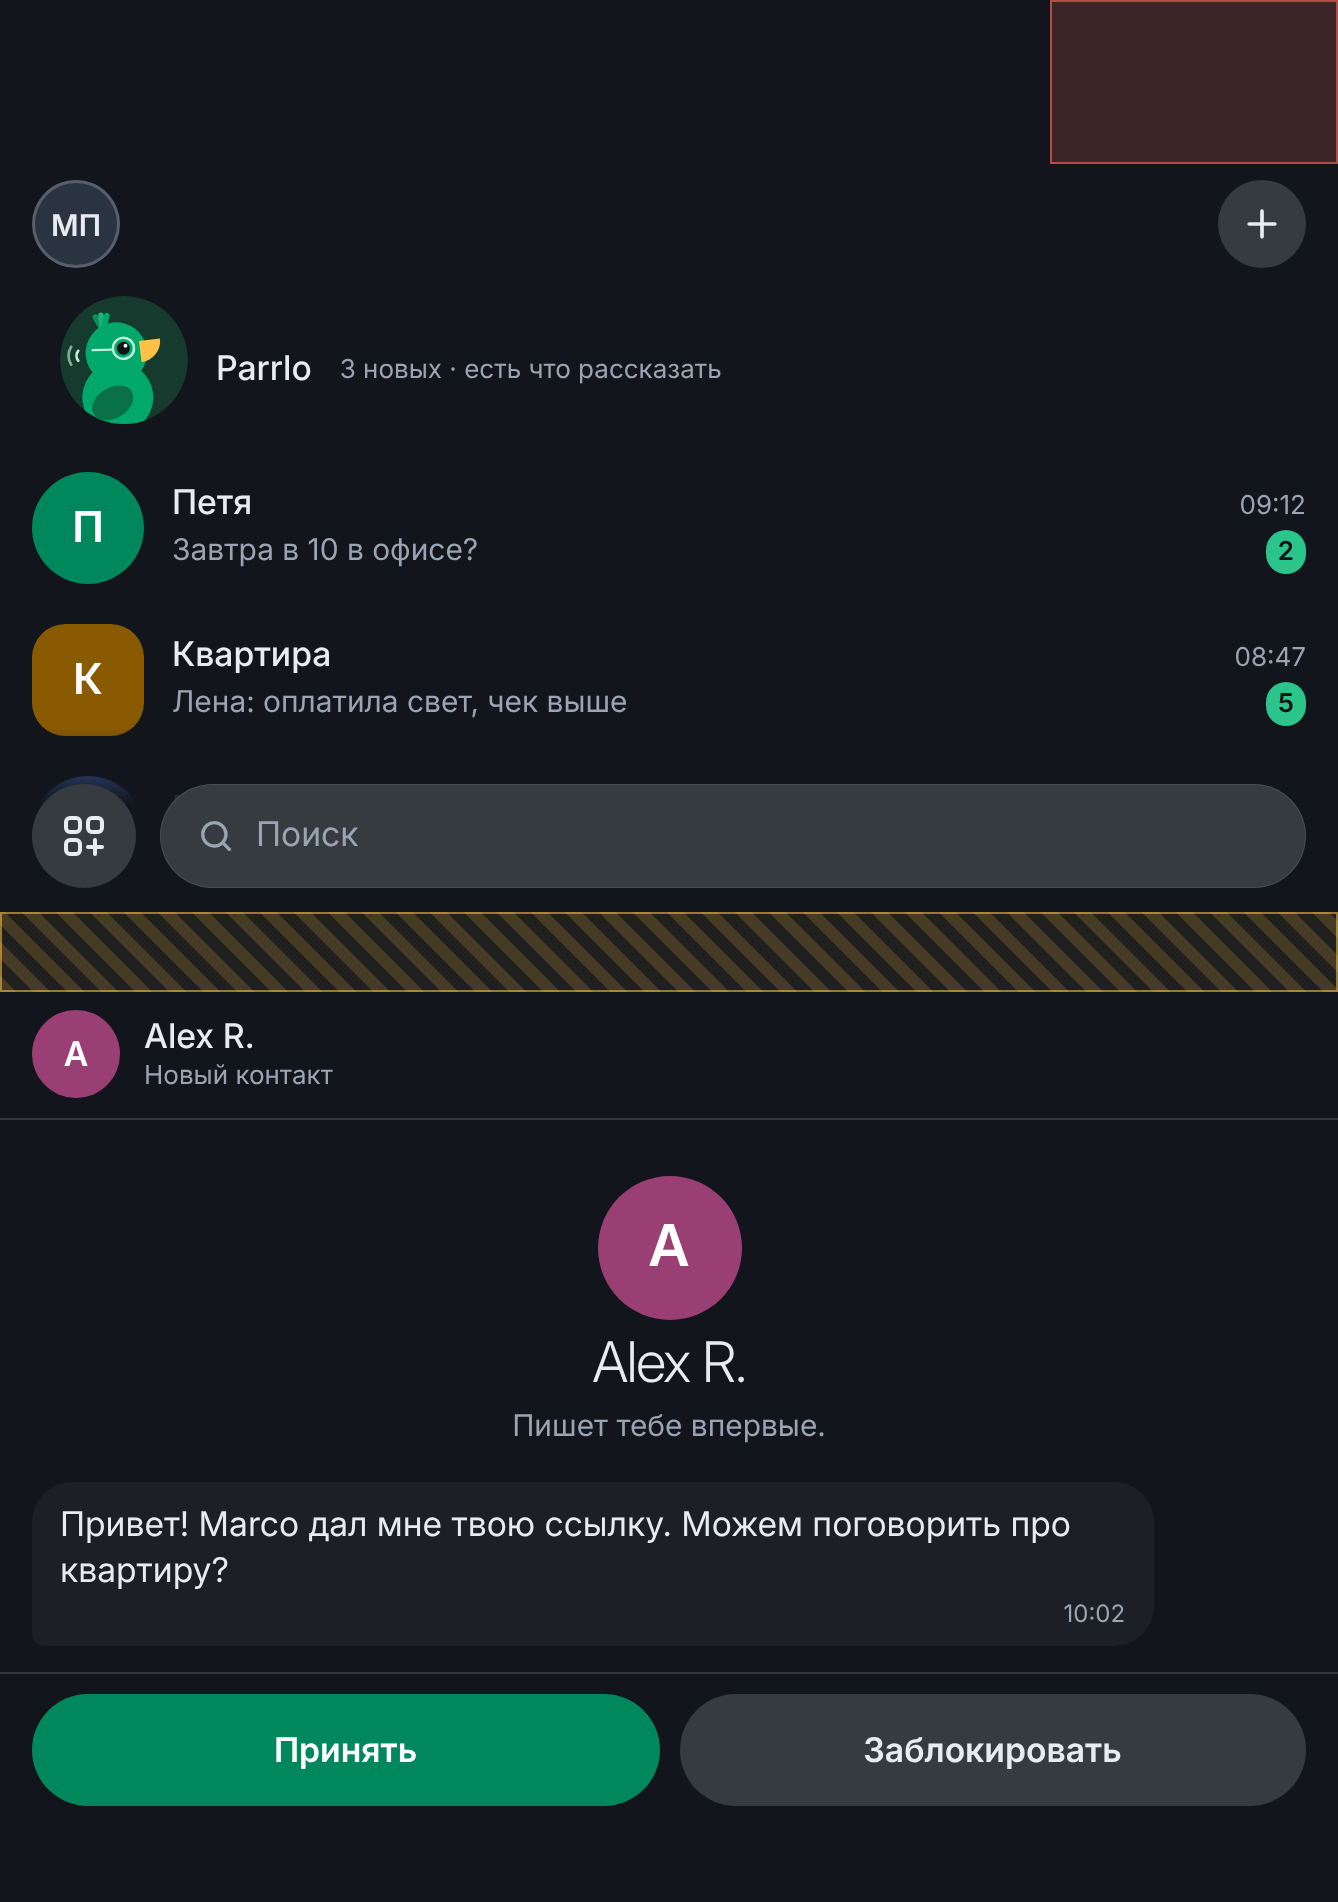 МП
Parrlo 3 новых · есть что рассказать
П
Петя
09:12
Завтра в 10 в офисе?
2
К
Квартира
08:47
Лена: оплатила свет, чек выше
5
Поиск
A
Alex R.
Новый контакт
A
Alex R.
Пишет тебе впервые.
Привет! Marco дал мне твою ссылку. Можем поговорить про
квартиру?
10:02
Принять
Заблокировать